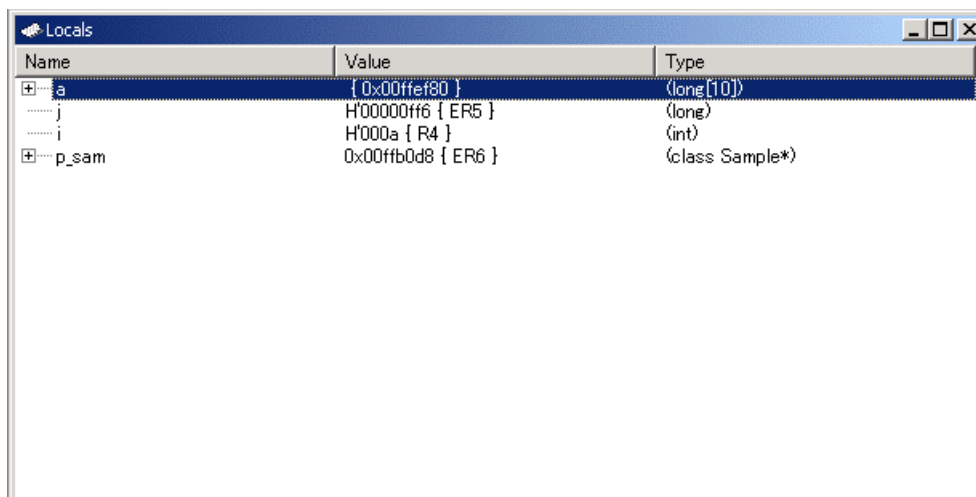 Locals
Name Value Type
a { 0x00ffef80 } (long[10])
j H'00000ff6 { ER5 } (long)
i H'000a { R4 } (int)
p_sam 0x00ffb0d8 { ER6 } (class Sample*)